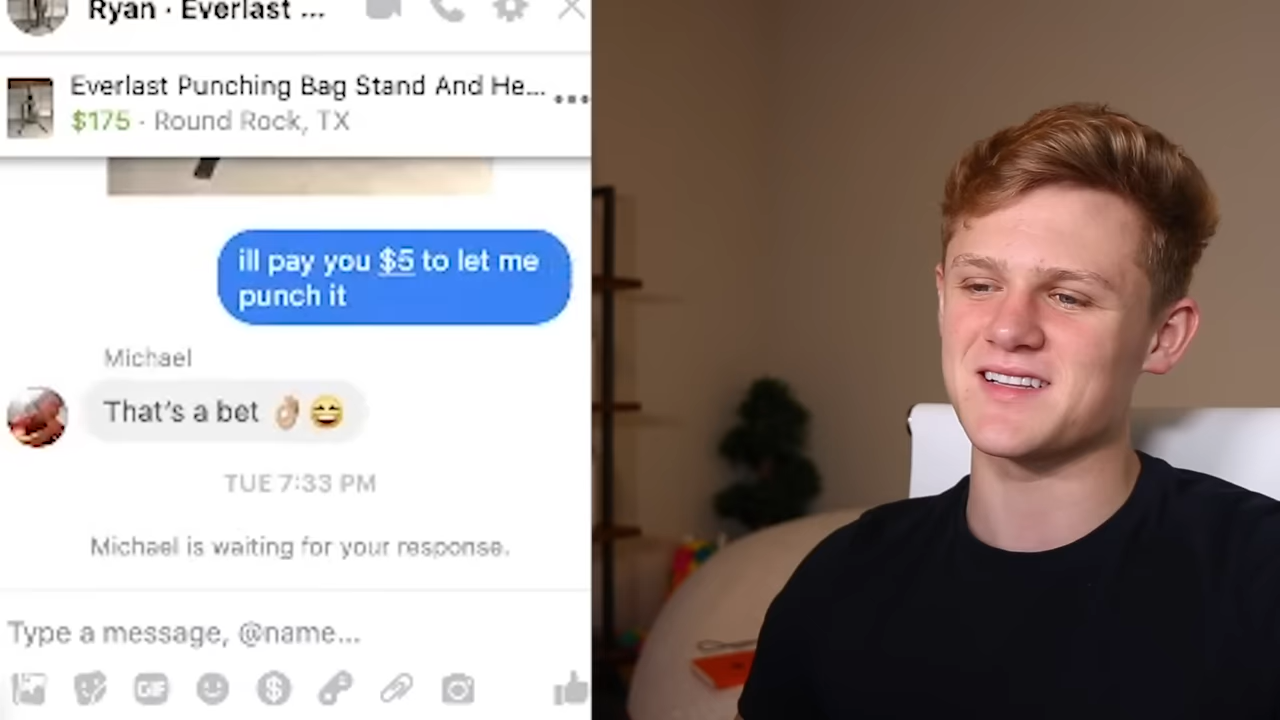 Ryan · Everlast ...
Everlast Punching Bag Stand And He...
$175 · Round Rock, TX
ill pay you $5 to let me
punch it
Michael
That's a bet 👌🏼😄
TUE 7:33 PM
Michael is waiting for your response.
Type a message, @name...
GIF